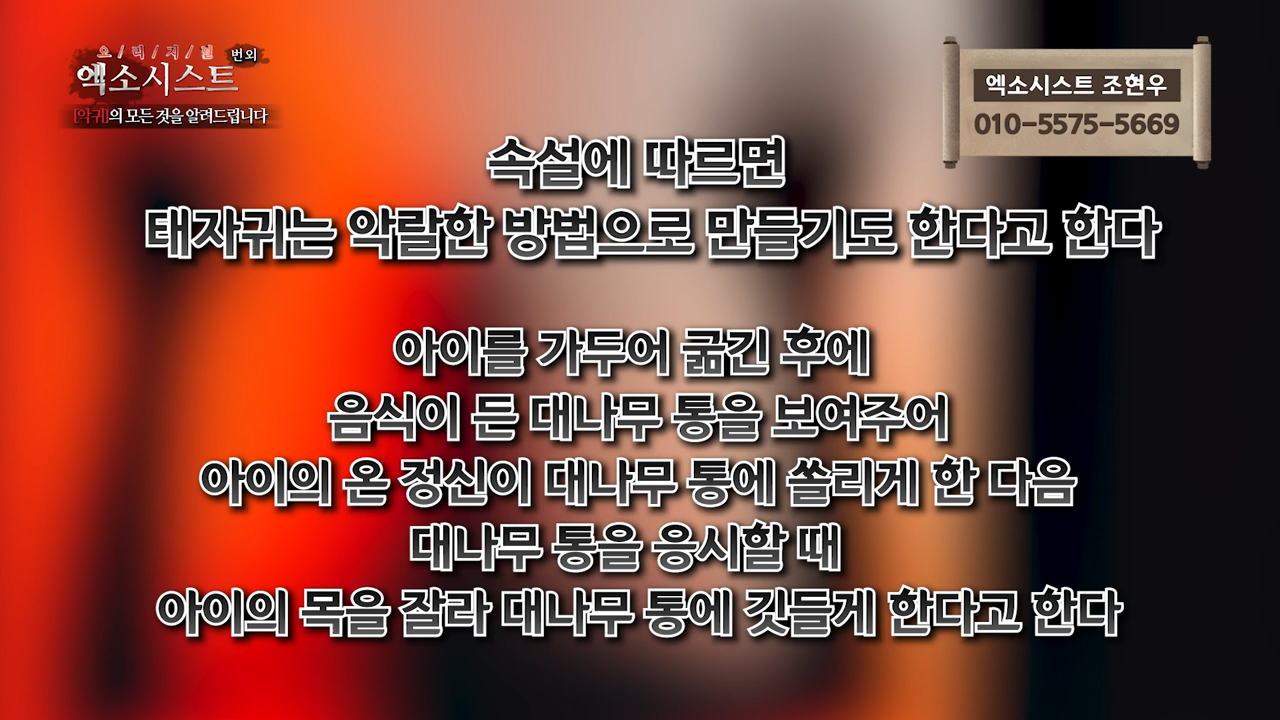 오/리/지/널
번외
엑소시스트
[악귀]의 모든 것을 알려드립니다
엑소시스트 조현우
010-5575-5669
속설에 따르면
태자귀는 악랄한 방법으로 만들기도 한다고 한다
아이를 가두어 굶긴 후에
음식이 든 대나무 통을 보여주어
아이의 온 정신이 대나무 통에 쏠리게 한 다음
대나무 통을 응시할 때
아이의 목을 잘라 대나무 통에 깃들게 한다고 한다